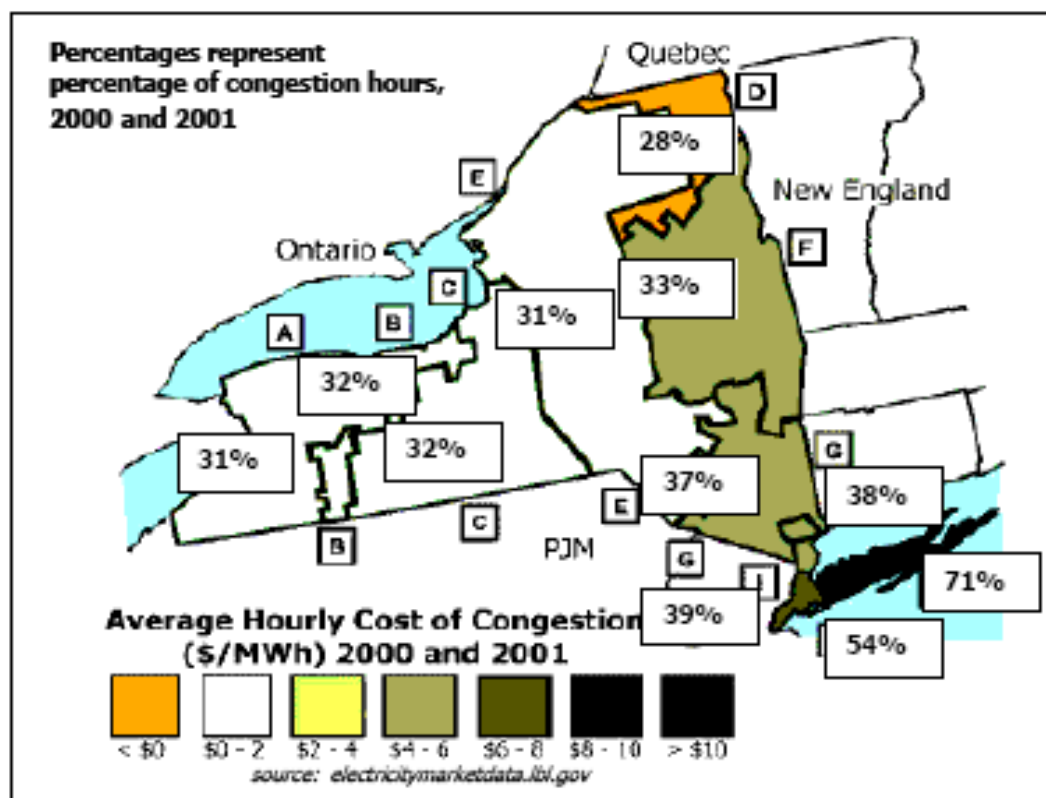 Percentages represent
percentage of congestion hours,
2000 and 2001
Quebec
D
28%
E
New England
Ontario
F
C
33%
31%
A
B
32%
31%
32%
G
37%
38%
E
C
B
PJM
G
71%
39%
54%
Average Hourly Cost of Congestion
($/MWh) 2000 and 2001
< $0
$0 - 2
$2 - 4
$4 - 6
$6 - 8
$8 - 10
> $10
source: electricitymarketdata.lbl.gov